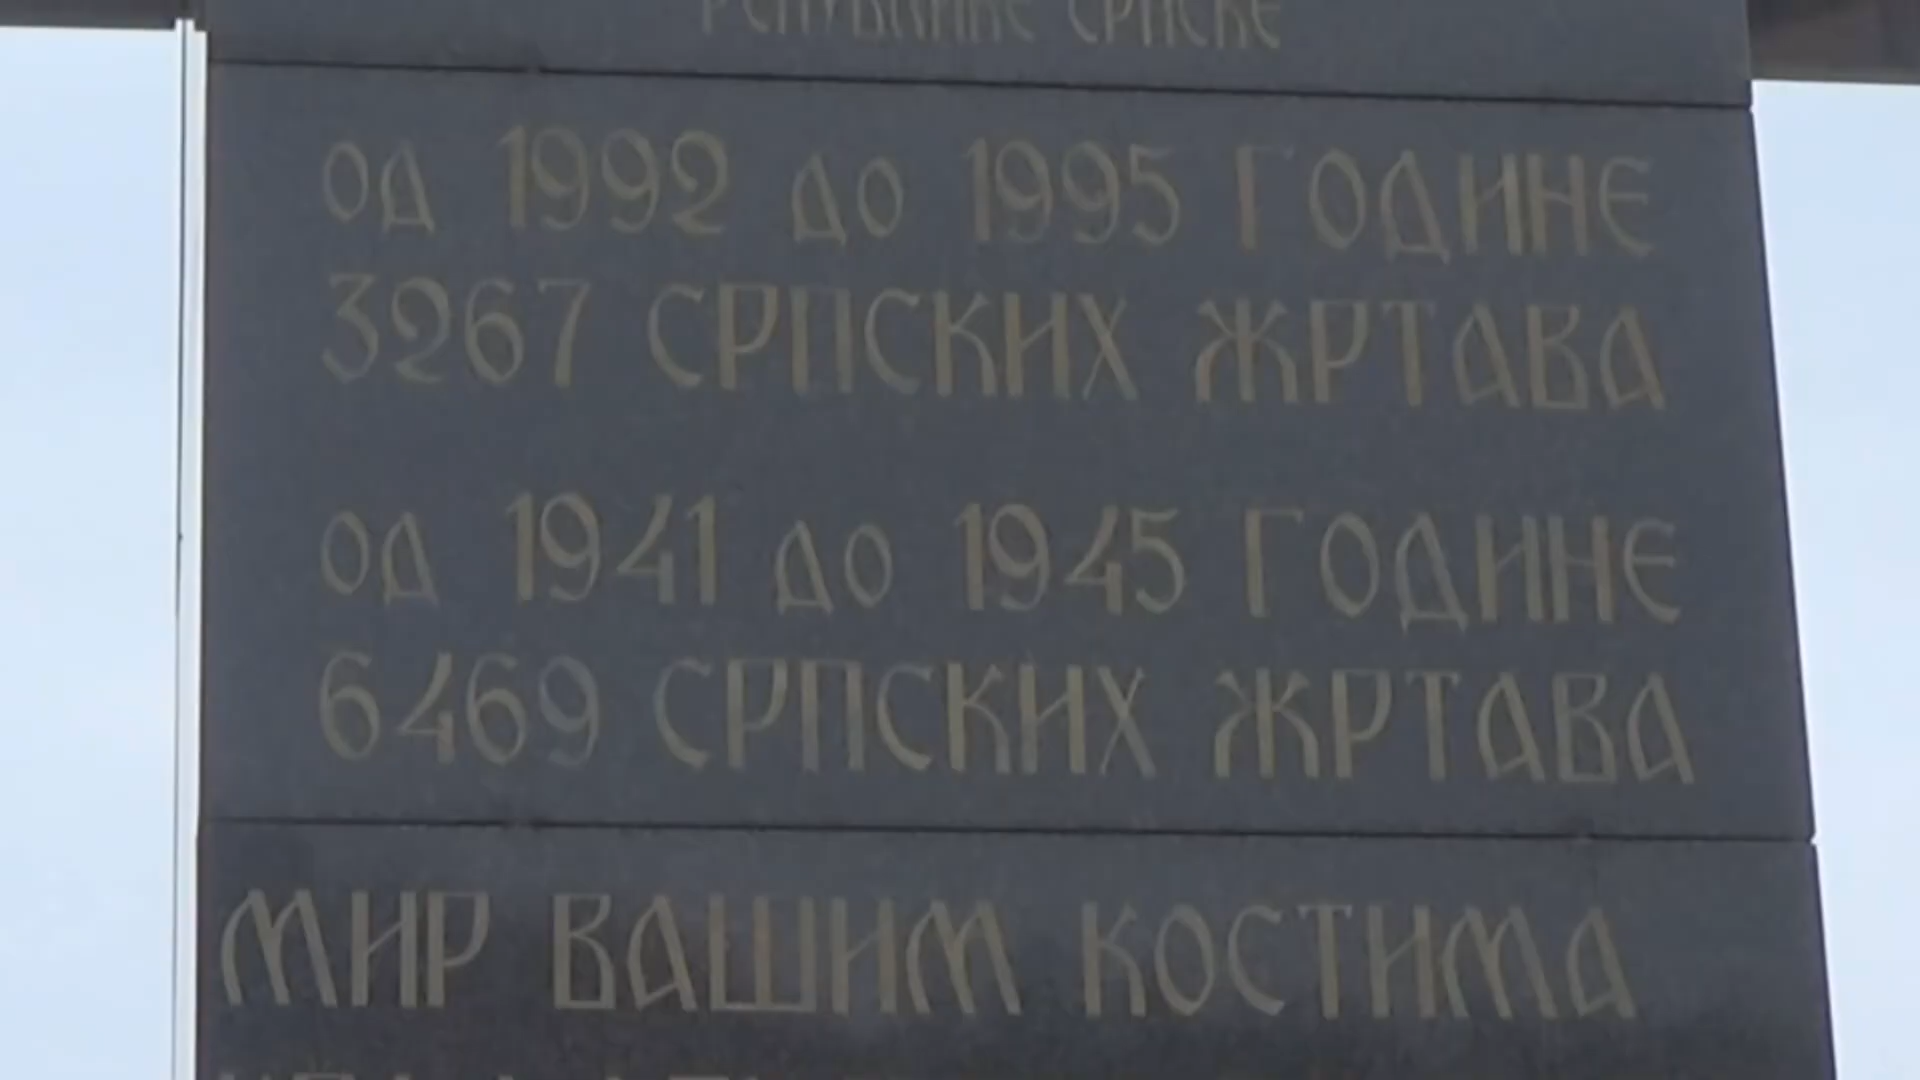 РЕПУБЛИКЕ СРПСКЕ
ОД 1992 ДО 1995 ГОДИНЕ
3267 СРПСКИХ ЖРТАВА
ОД 1941 ДО 1945 ГОДИНЕ
6469 СРПСКИХ ЖРТАВА
МИР ВАШИМ КОСТИМА